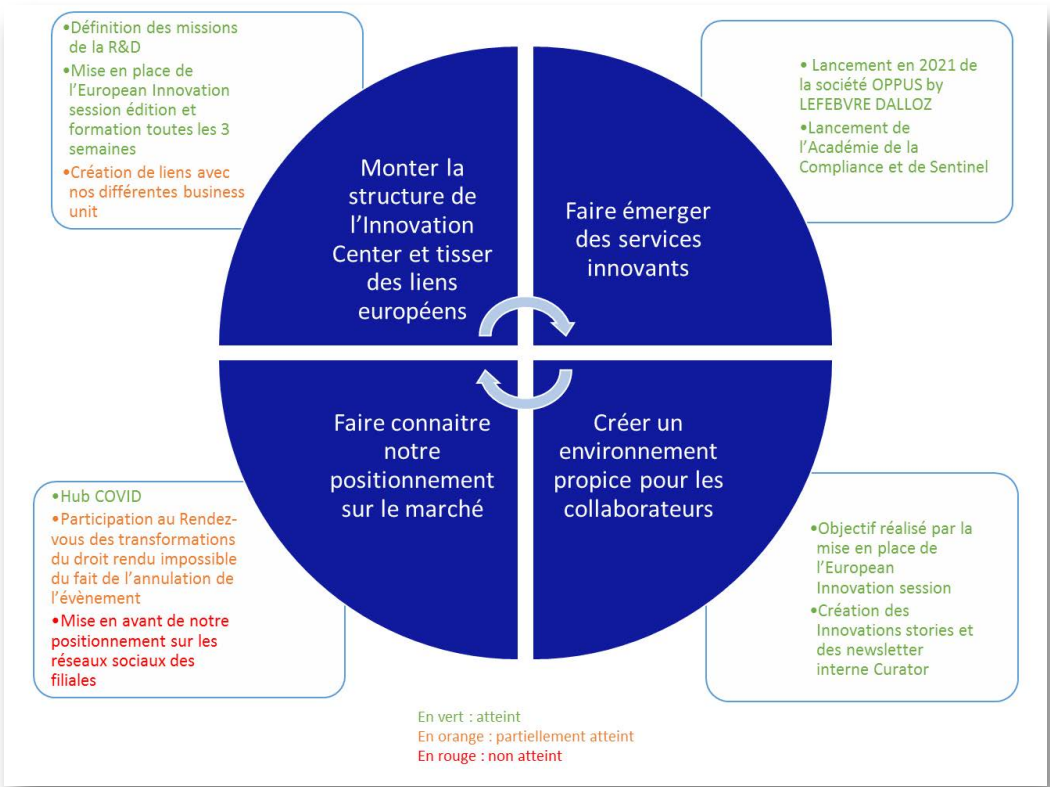 •Définition des missions
de la R&D
•Mise en place de
l’European Innovation
session édition et
formation toutes les 3
semaines
•Création de liens avec
nos différentes business
unit
• Lancement en 2021 de
la société OPPUS by
LEFEBVRE DALLOZ
•Lancement de
l’Académie de la
Compliance et de Sentinel
Monter la
structure de
l’Innovation
Center et tisser
des liens
européens
Faire émerger
des services
innovants
Faire connaitre
notre
positionnement
sur le marché
Créer un
environnement
propice pour les
collaborateurs
•Hub COVID
•Participation au Rendez-
vous des transformations
du droit rendu impossible
du fait de l’annulation de
l’évènement
•Mise en avant de notre
positionnement sur les
réseaux sociaux des
filiales
•Objectif réalisé par la
mise en place de
l’European
Innovation session
•Création des
Innovations stories et
des newsletter
interne Curator
En vert : atteint
En orange : partiellement atteint
En rouge : non atteint